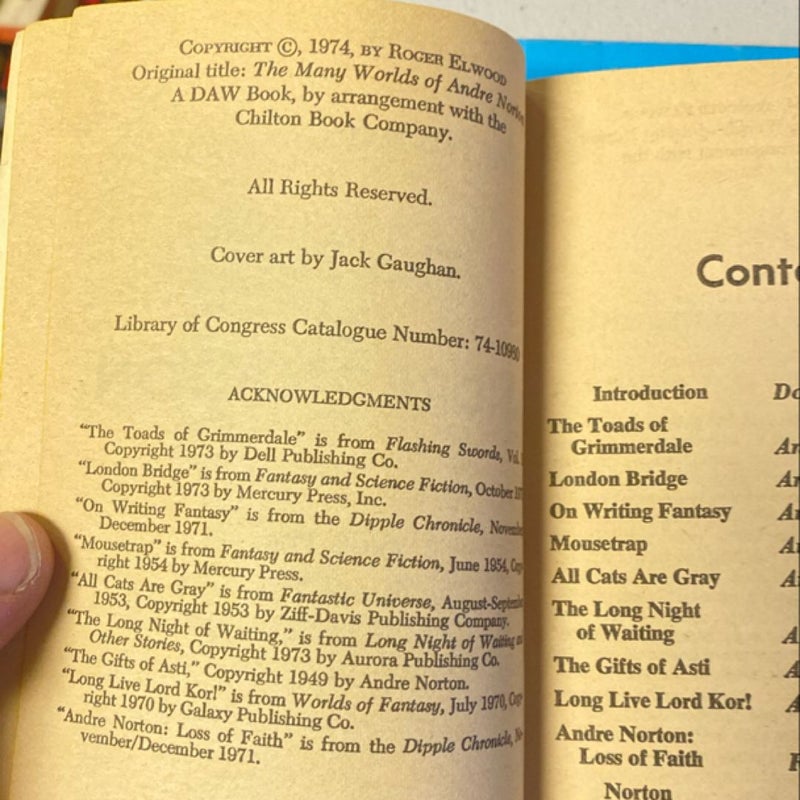 COPYRIGHT ©, 1974, BY ROGER ELWOOD
Original title: The Many Worlds of Andre Norton
A DAW Book, by arrangement with the
Chilton Book Company.
All Rights Reserved.
Cover art by Jack Gaughan.
Library of Congress Catalogue Number:
ACKNOWLEDGMENTS
"The Toads of Grimmerdale" is from Flashing Swords, Vol.
Copyright 1973 by Dell Publishing Co.
"London Bridge" is from Fantasy and Science Fiction, October
Copyright 1973 by Mercury Press, Inc.
"On Writing Fantasy" is from the Dipple Chronicle,
December 1971.
"Mousetrap" is from Fantasy and Science Fiction, June 1954,
right 1954 by Mercury Press.
"All Cats Are Gray" is from Fantastic Universe,
1953, Copyright 1953 by Ziff-Davis Publishing Company.
"The Long Night of Waiting," is from Long Night of Waiting
Other Stories, Copyright 1973 by Aurora Publishing Co.
"The Gifts of Asti," Copyright 1949 by Andre Norton.
"Long Live Lord Kor!" is from Worlds of Fantasy, July 1970,
right 1970 by Galaxy Publishing Co.
"Andre Norton: Loss of Faith" is from the Dipple Chronicle,
vember/December 1971.
Conte
Introduction Do
The Toads of
Grimmerdale
London Bridge
On Writing Fantasy
Mousetrap
All Cats Are Gray
The Long Night
of Waiting
The Gifts of Asti
Long Live Lord Kor!
Andre Norton:
Loss of Faith
Norton